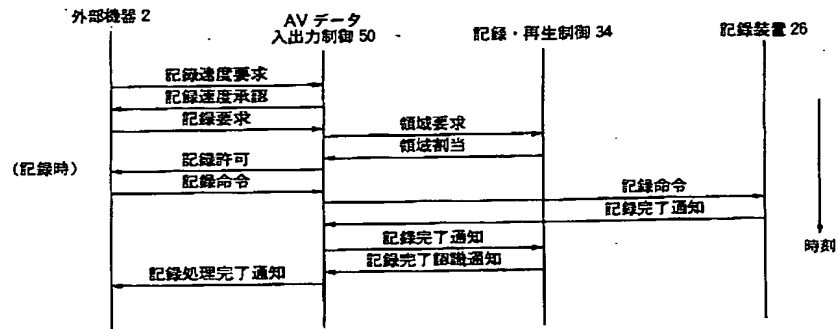 外部機器 2
AV データ
入出力制御 50
記録・再生制御 34
記録装置 26
記録速度要求
記録速度承認
記録要求
領域要求
領域割当
記録許可
(記録時)
記録命令
記録命令
記録完了通知
記録完了通知
時刻
記録完了認識通知
記録処理完了通知